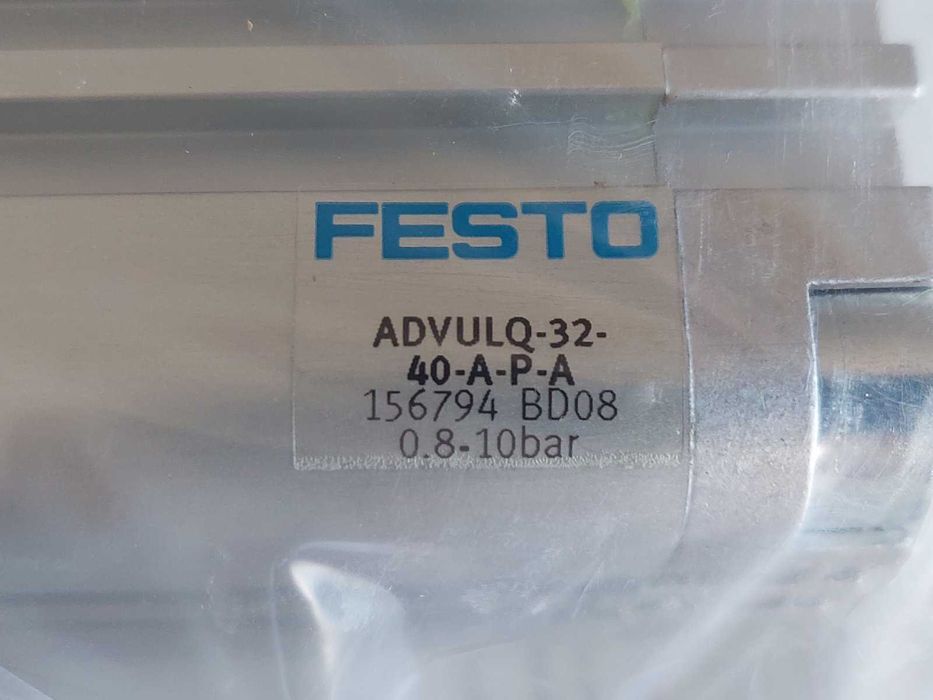 FESTO
ADVULQ-32-
40-A-P-A
156794 BD08
0.8-10bar